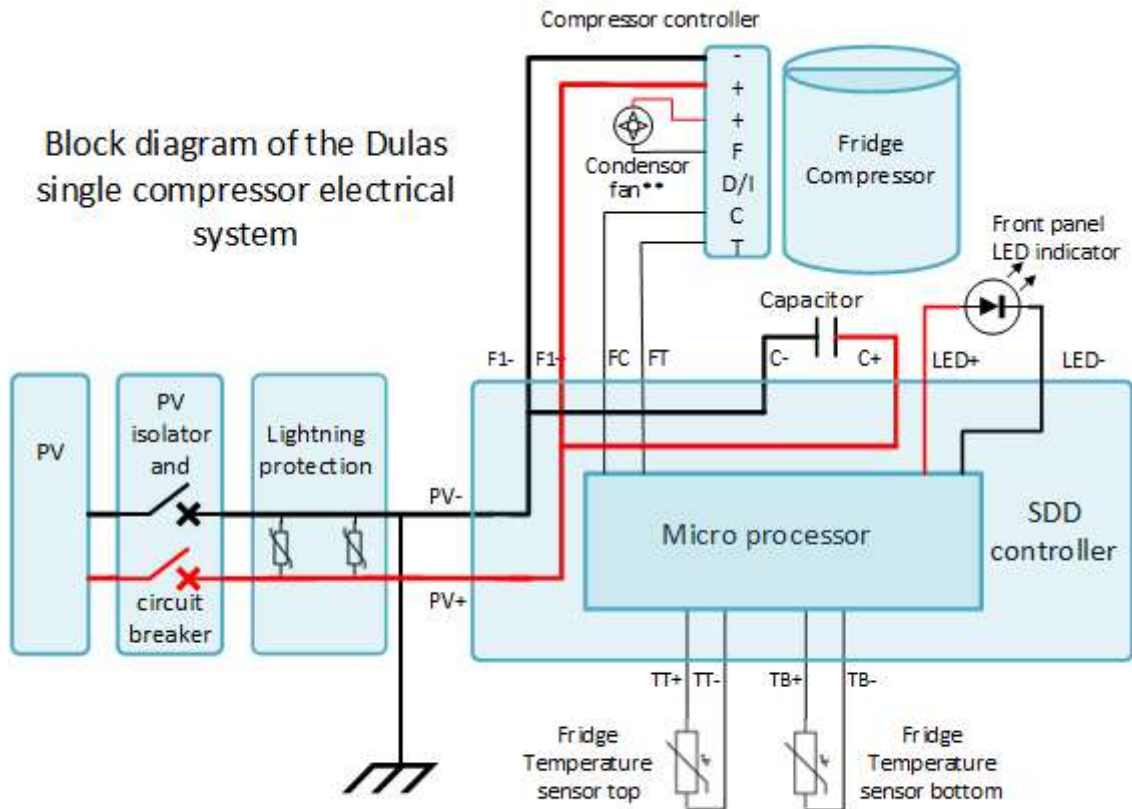 Compressor controller
Block diagram of the Dulas
single compressor electrical
system
-
+
+
F
D/I
C
T
Condensor
fan**
Fridge
Compressor
Front panel
LED indicator
Capacitor
F1-
F1+
FC
FT
C-
C+
LED+
LED-
PV
PV
isolator
and
circuit
breaker
Lightning
protection
PV-
PV+
Micro processor
SDD
controller
TT+
TT-
TB+
TB-
Fridge
Temperature
sensor top
Fridge
Temperature
sensor bottom